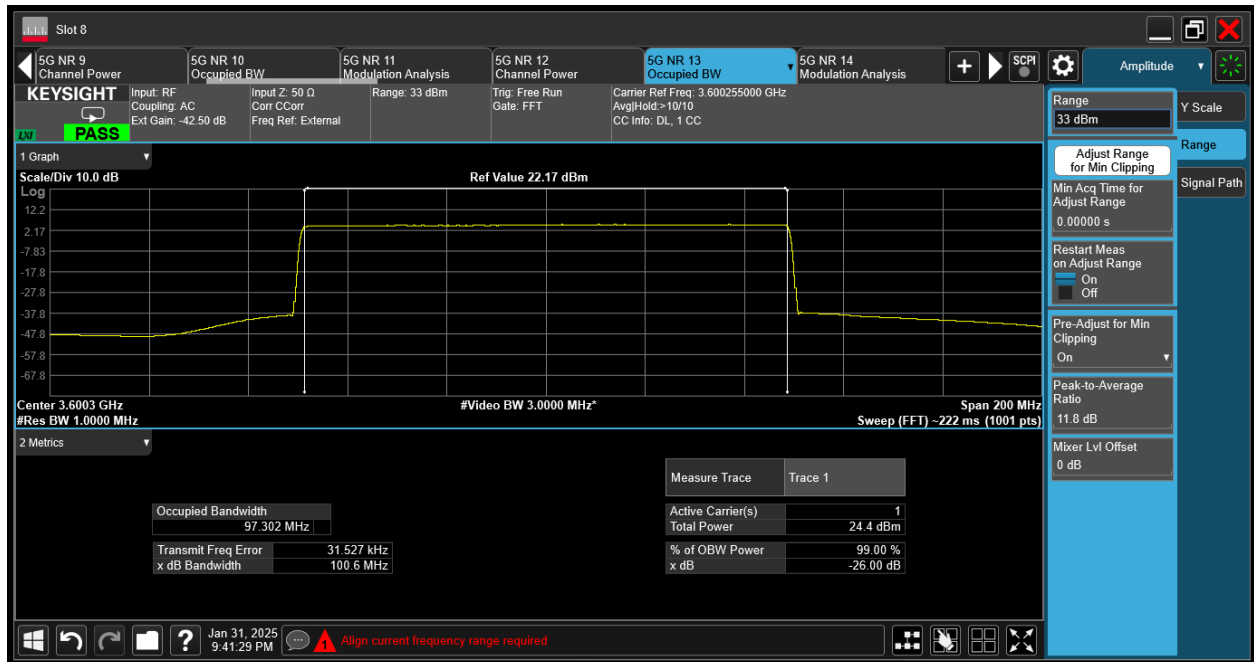 Slot 8
5G NR 9
Channel Power
5G NR 10
Occupied BW
5G NR 11
Modulation Analysis
5G NR 12
Channel Power
5G NR 13
Occupied BW
5G NR 14
Modulation Analysis
SCPI
Amplitude
KEYSIGHT
LXI
PASS
Input: RF
Coupling: AC
Ext Gain: -42.50 dB
Input Z: 50 Ω
Corr CCorr
Freq Ref: External
Range: 33 dBm
Trig: Free Run
Gate: FFT
Carrier Ref Freq: 3.600255000 GHz
Avg|Hold:>10/10
CC Info: DL, 1 CC
1 Graph
Scale/Div 10.0 dB
Ref Value 22.17 dBm
Log
12.2
2.17
-7.83
-17.8
-27.8
-37.8
-47.8
-57.8
-67.8
Center 3.6003 GHz
#Video BW 3.0000 MHz*
Span 200 MHz
#Res BW 1.0000 MHz
Sweep (FFT) ~222 ms (1001 pts)
2 Metrics
Measure Trace Trace 1
Occupied Bandwidth
97.302 MHz
Transmit Freq Error 31.527 kHz
x dB Bandwidth 100.6 MHz
Active Carrier(s) 1
Total Power 24.4 dBm
% of OBW Power 99.00 %
x dB -26.00 dB
Range
33 dBm
Adjust Range
for Min Clipping
Min Acq Time for
Adjust Range
0.00000 s
Restart Meas
on Adjust Range
On
Off
Pre-Adjust for Min
Clipping
On
Peak-to-Average
Ratio
11.8 dB
Mixer Lvl Offset
0 dB
Y Scale
Range
Signal Path
?
Jan 31, 2025
9:41:29 PM
1
Align current frequency range required